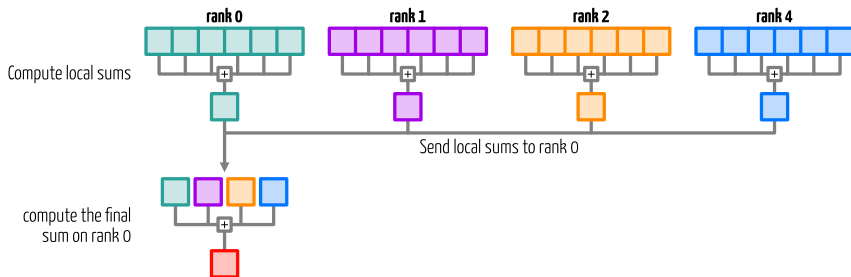 rank 0 rank 1 rank 2 rank 4
Compute local sums
+ + + +
Send local sums to rank 0
compute the final
sum on rank 0
+